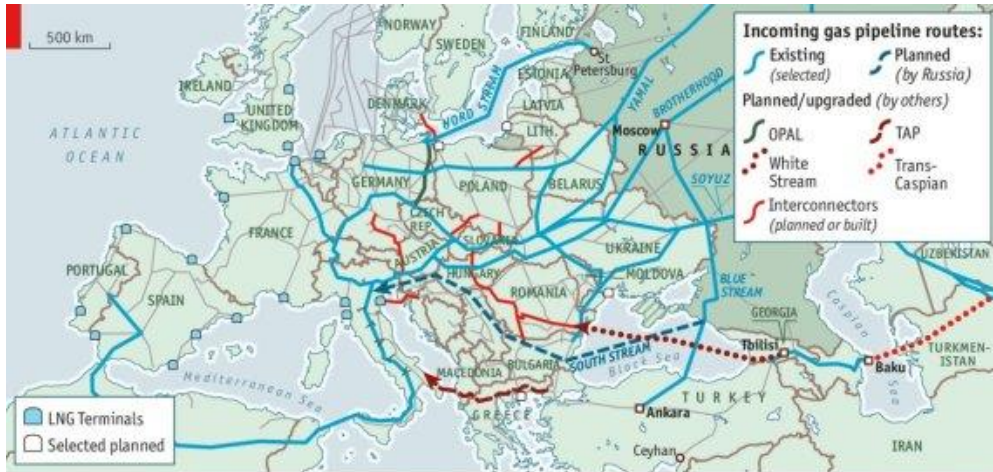 500 km
NORWAY
SWEDEN
FINLAND
St
Petersburg
ESTONIA
LATVIA
LITH.
IRELAND
UNITED
KINGDOM
DENMARK
NORD STREAM
YAMAL
BROTHERHOOD
Moscow
RUSSIA
ATLANTIC
OCEAN
GERMANY
POLAND
BELARUS
SOYUZ
FRANCE
CZECH
REP.
SLOVAKIA
AUSTRIA
HUNGARY
UKRAINE
MOLDOVA
ROMANIA
BLUE
STREAM
PORTUGAL
SPAIN
GEORGIA
Tbilisi
Caspian Sea
UZBEKISTAN
TURKMEN-
ISTAN
Baku
SOUTH STREAM
Black Sea
BULGARIA
MACEDONIA
GREECE
Mediterranean Sea
Ankara
TURKEY
Ceyhan
IRAN
Incoming gas pipeline routes:
Existing
(selected)
Planned
(by Russia)
Planned/upgraded (by others)
OPAL
TAP
White
Stream
Trans-
Caspian
Interconnectors
(planned or built)
LNG Terminals
Selected planned